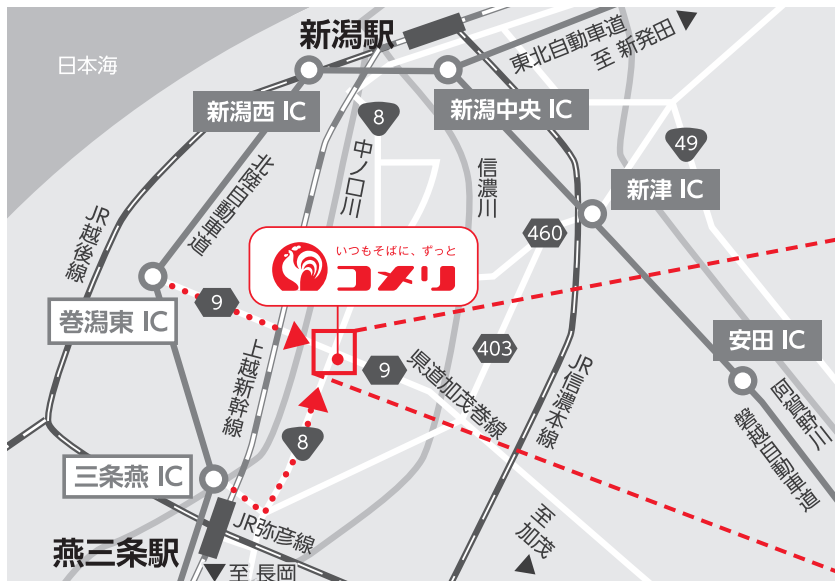 新潟駅
東北自動車道
至 新発田
日本海
新潟西 IC
新潟中央 IC
8
49
中ノ口川
信濃川
北陸自動車道
新津 IC
JR越後線
460
いつもそばに、ずっと
コメリ
9
巻潟東 IC
上越新幹線
403
安田 IC
9
県道加茂巻線
JR信濃本線
阿賀野川
磐越自動車道
8
三条燕 IC
JR弥彦線
至加茂
燕三条駅
至 長岡